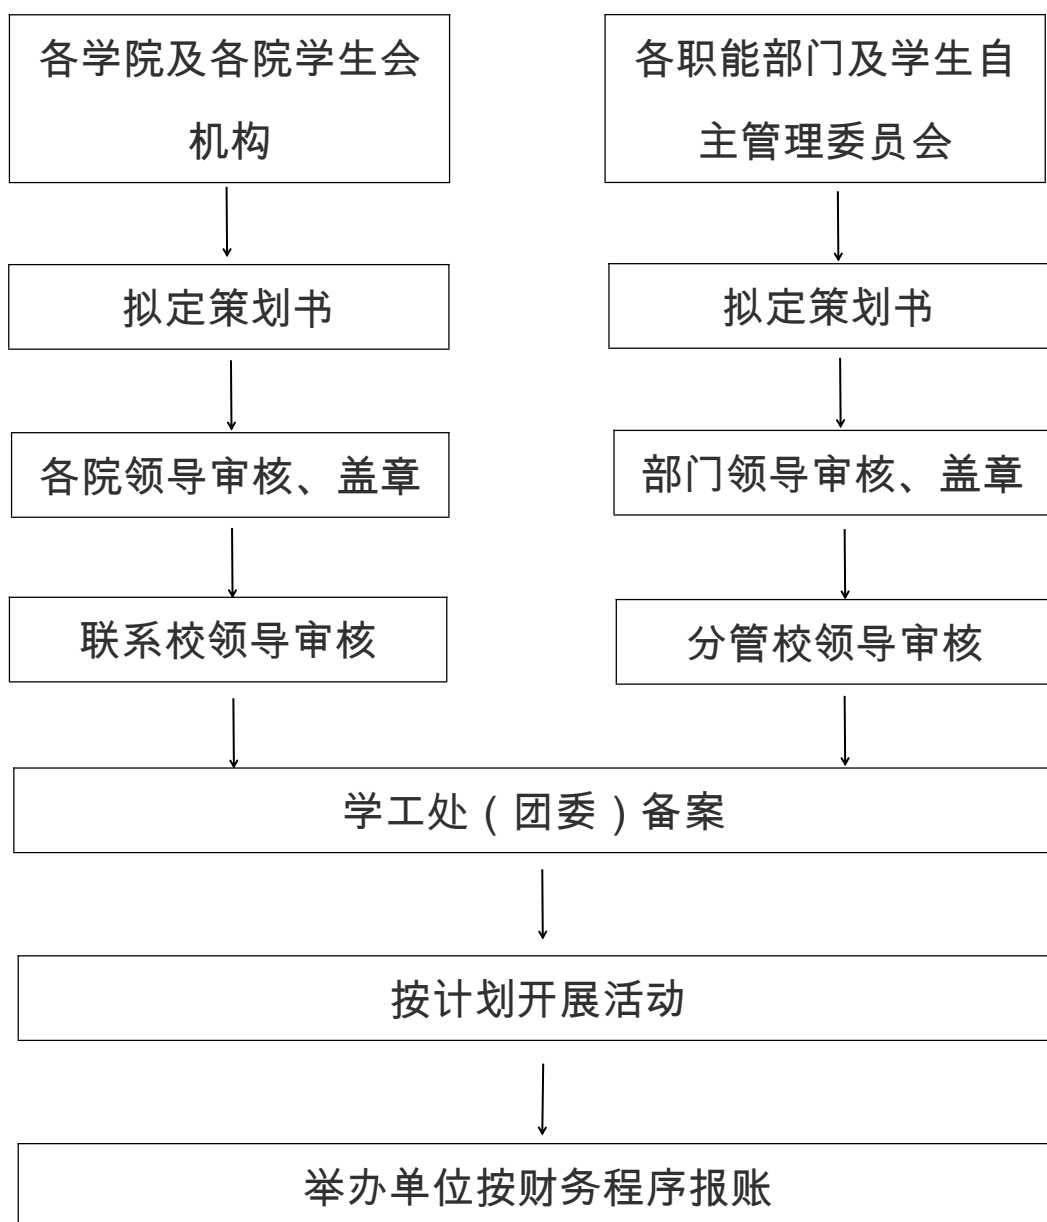 各学院及各院学生会
机构
各职能部门及学生自
主管理委员会
拟定策划书
拟定策划书
各院领导审核、盖章
部门领导审核、盖章
联系校领导审核
分管校领导审核
学工处（团委）备案
按计划开展活动
举办单位按财务程序报账